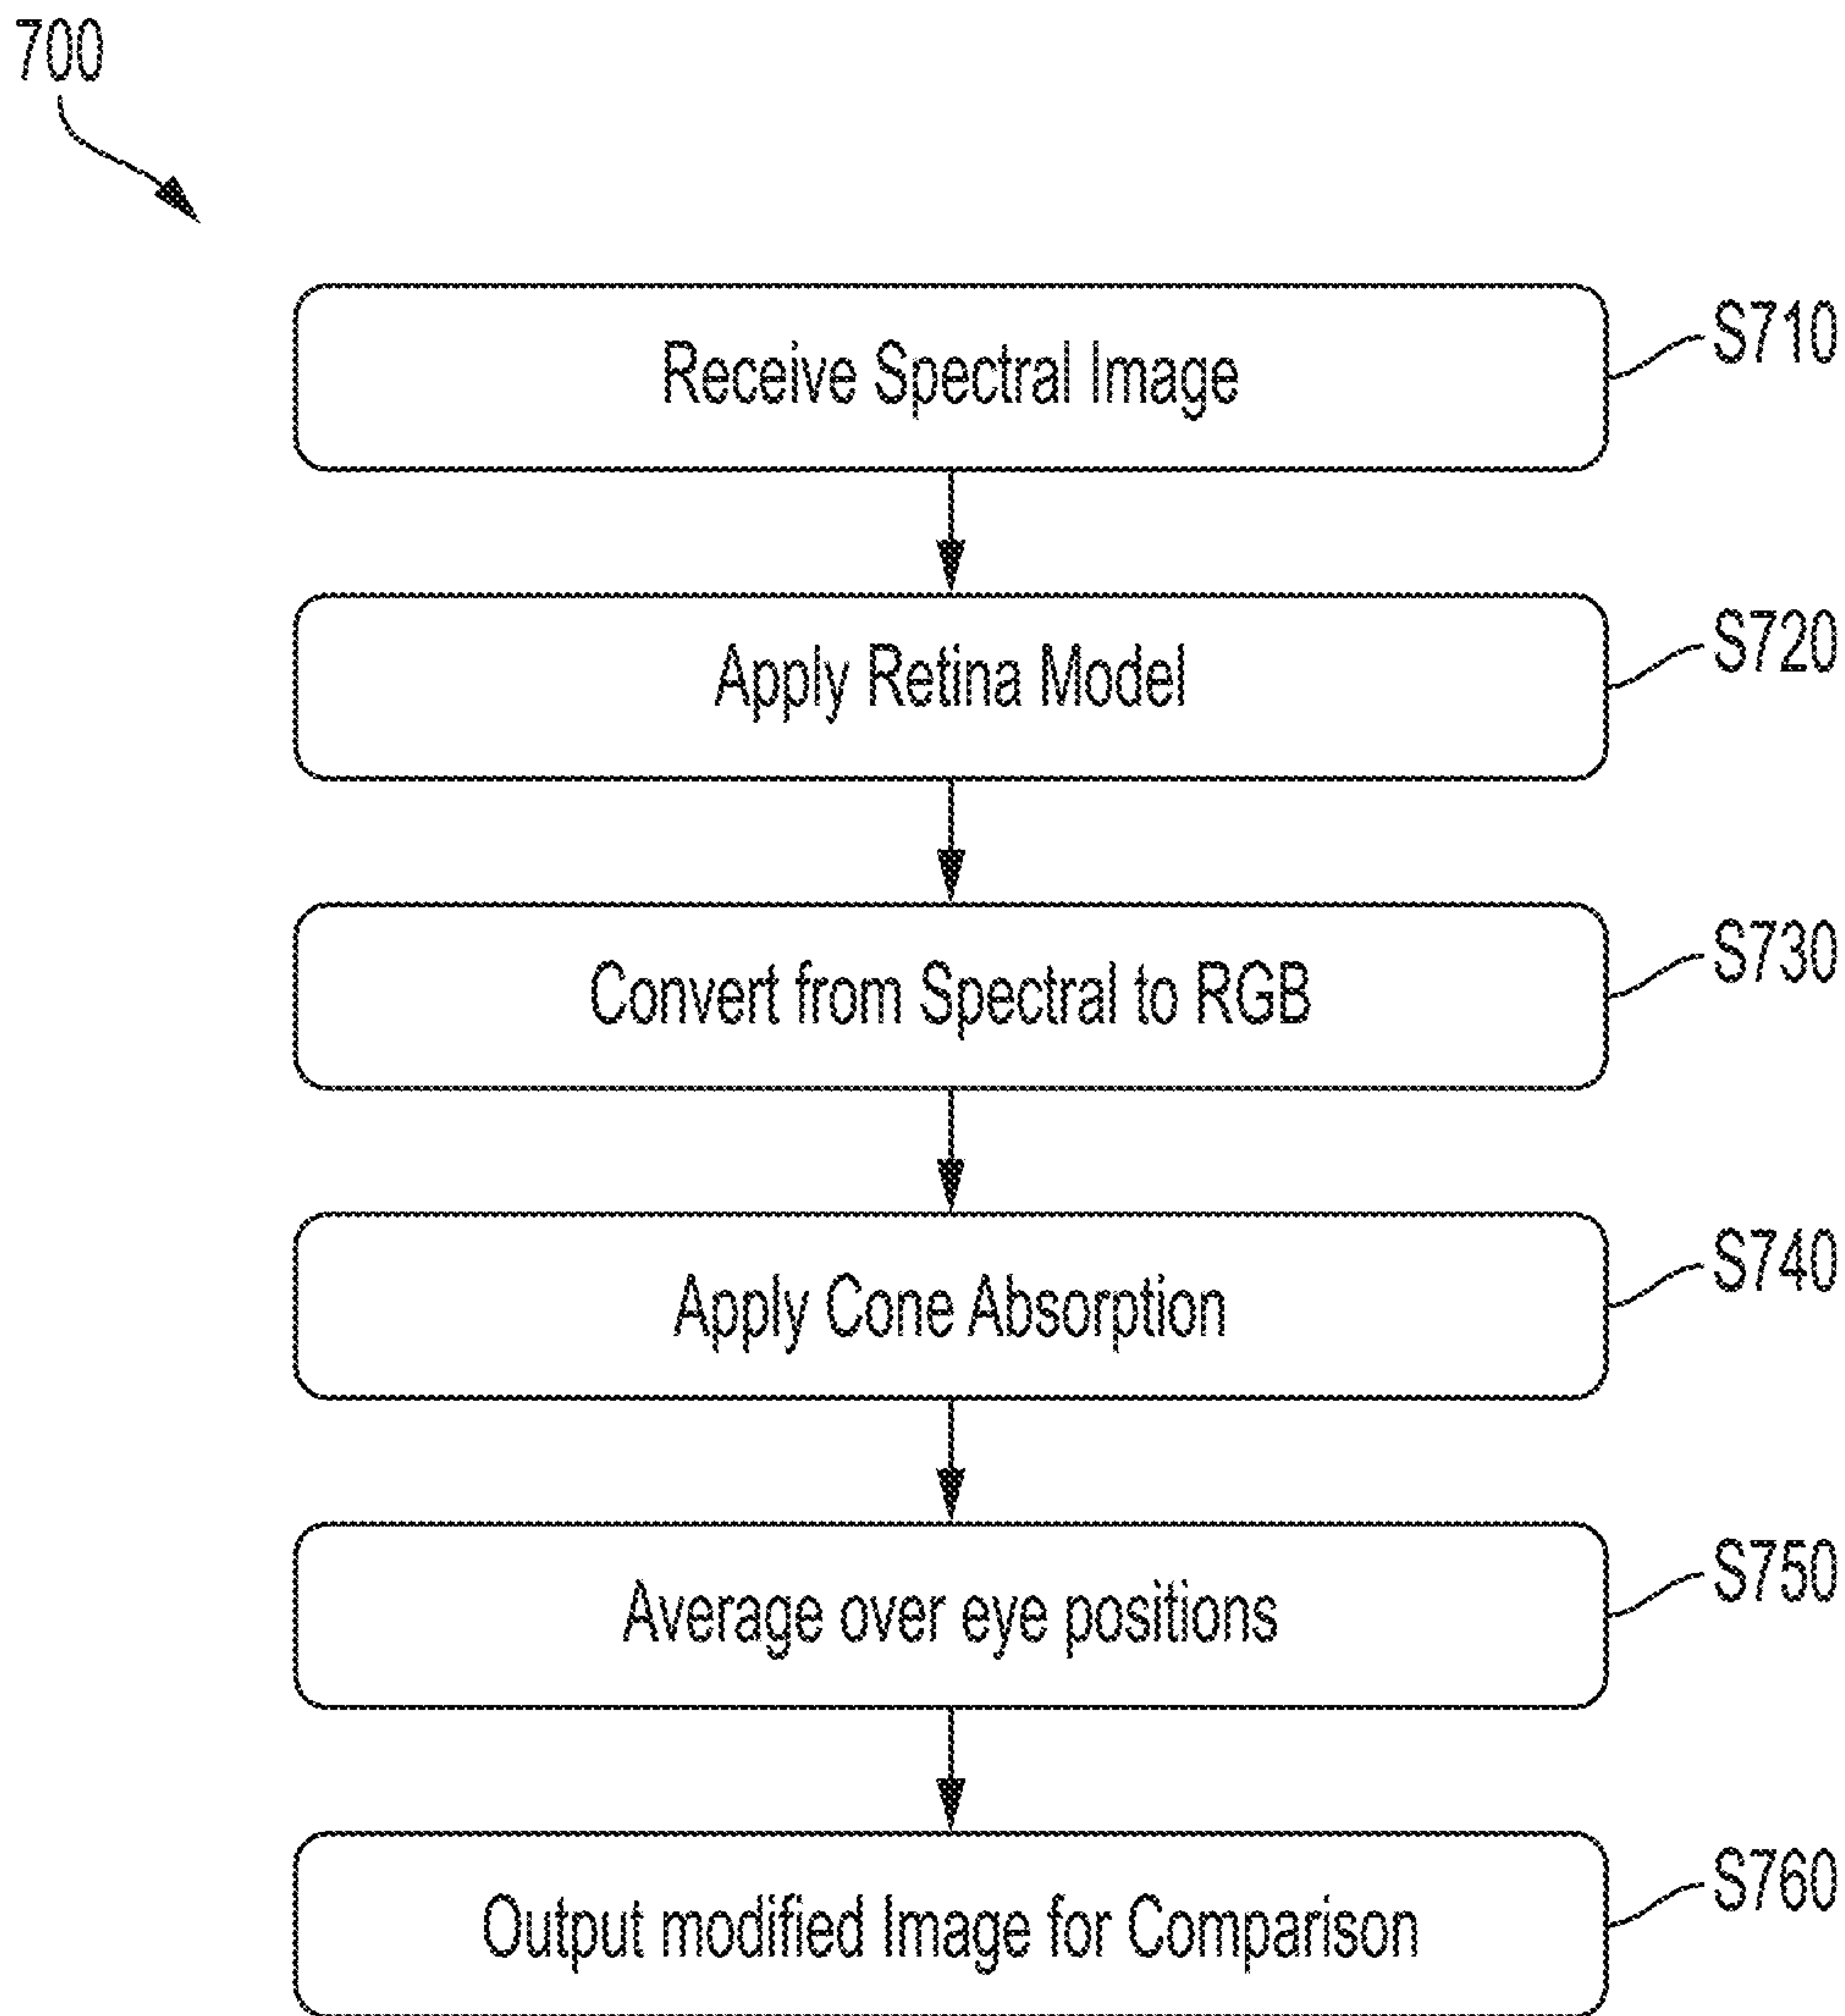 700
Receive Spectral Image
S710
Apply Retina Model
S720
Convert from Spectral to RGB
S730
Apply Cone Absorption
S740
Average over eye positions
S750
Output modified Image for Comparison
S760